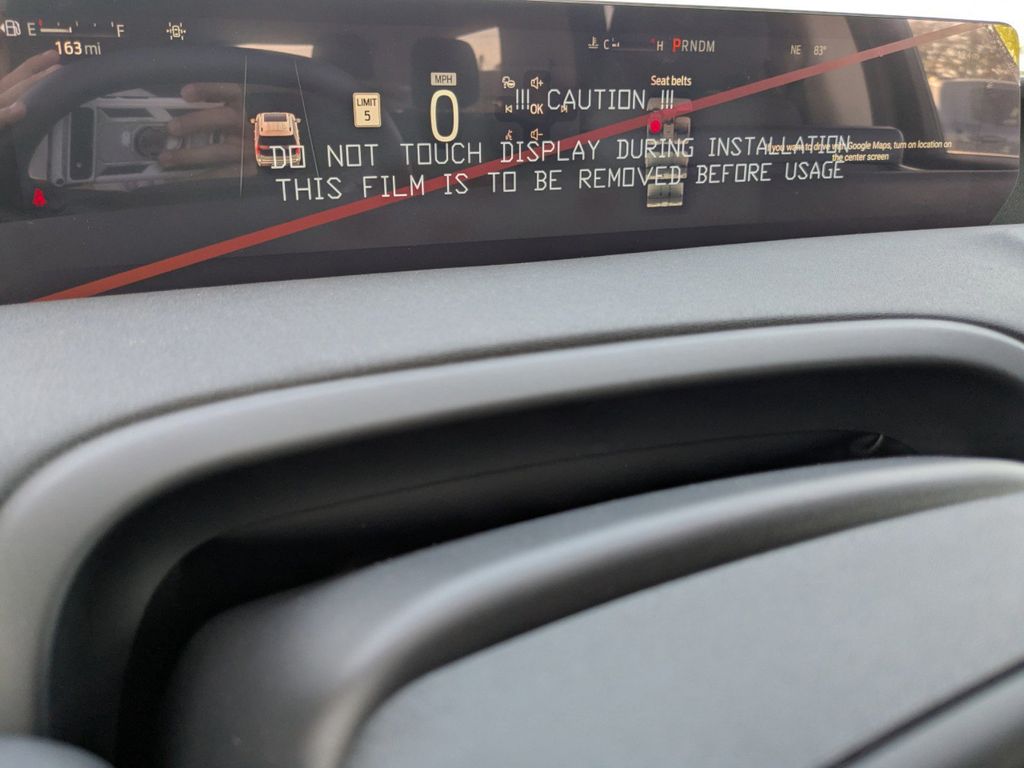 E F
163 mi
C H
PRNDM
NE 83°
MPH
0
LIMIT
5
OK
Seat belts
!!! CAUTION !!!
DO NOT TOUCH DISPLAY DURING INSTALLATION
THIS FILM IS TO BE REMOVED BEFORE USAGE
If you want to drive with Google Maps, turn on location on
the center screen